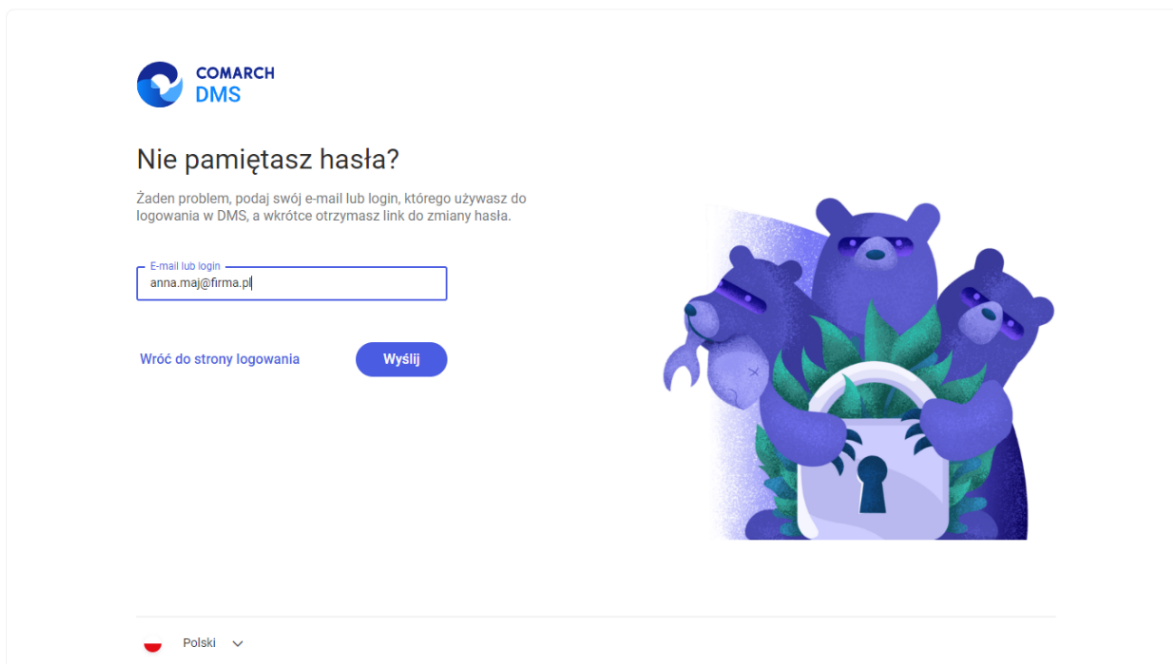 COMARCH
DMS
Nie pamiętasz hasła?
Żaden problem, podaj swój e-mail lub login, którego używasz do
logowania w DMS, a wkrótce otrzymasz link do zmiany hasła.
E-mail lub login
anna.maj@firma.pl
Wróć do strony logowania
Wyślij
Polski